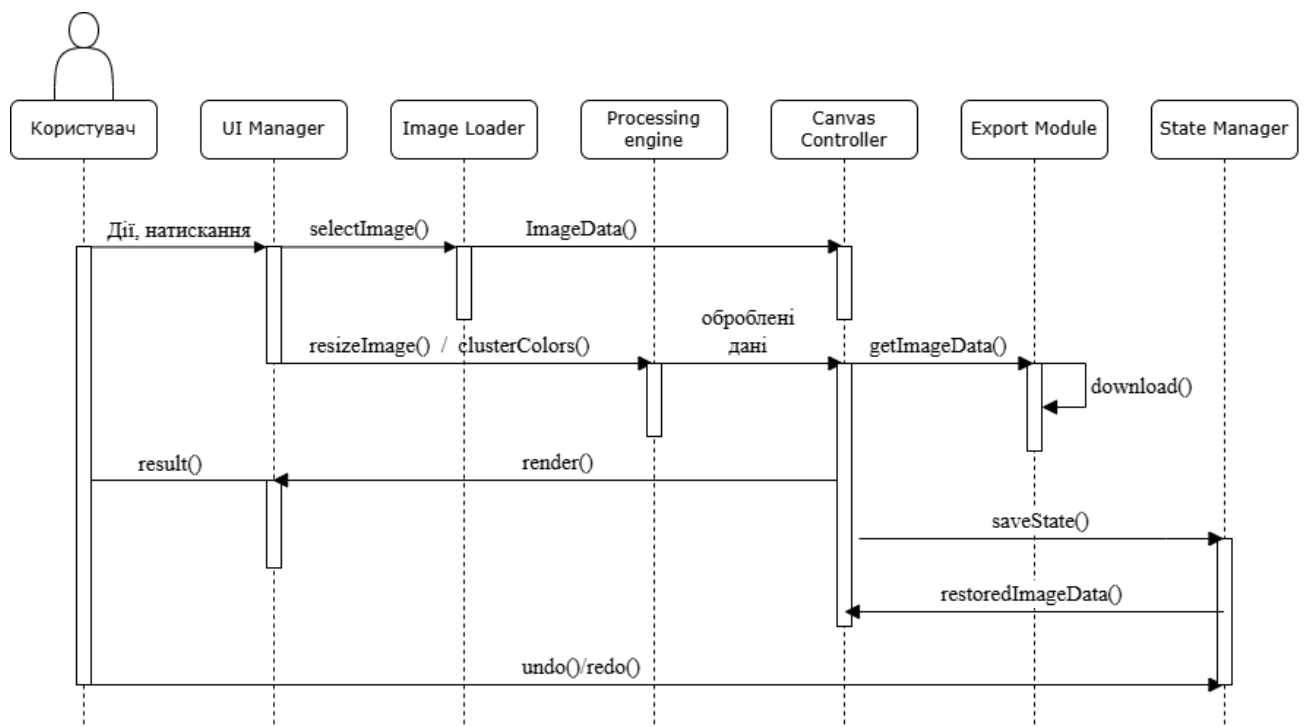 Користувач
UI Manager
Image Loader
Processing
engine
Canvas
Controller
Export Module
State Manager
Дії, натискання
selectImage()
ImageData()
resizeImage() / clusterColors()
оброблені
дані
getImageData()
download()
result()
render()
saveState()
restoredImageData()
undo()/redo()